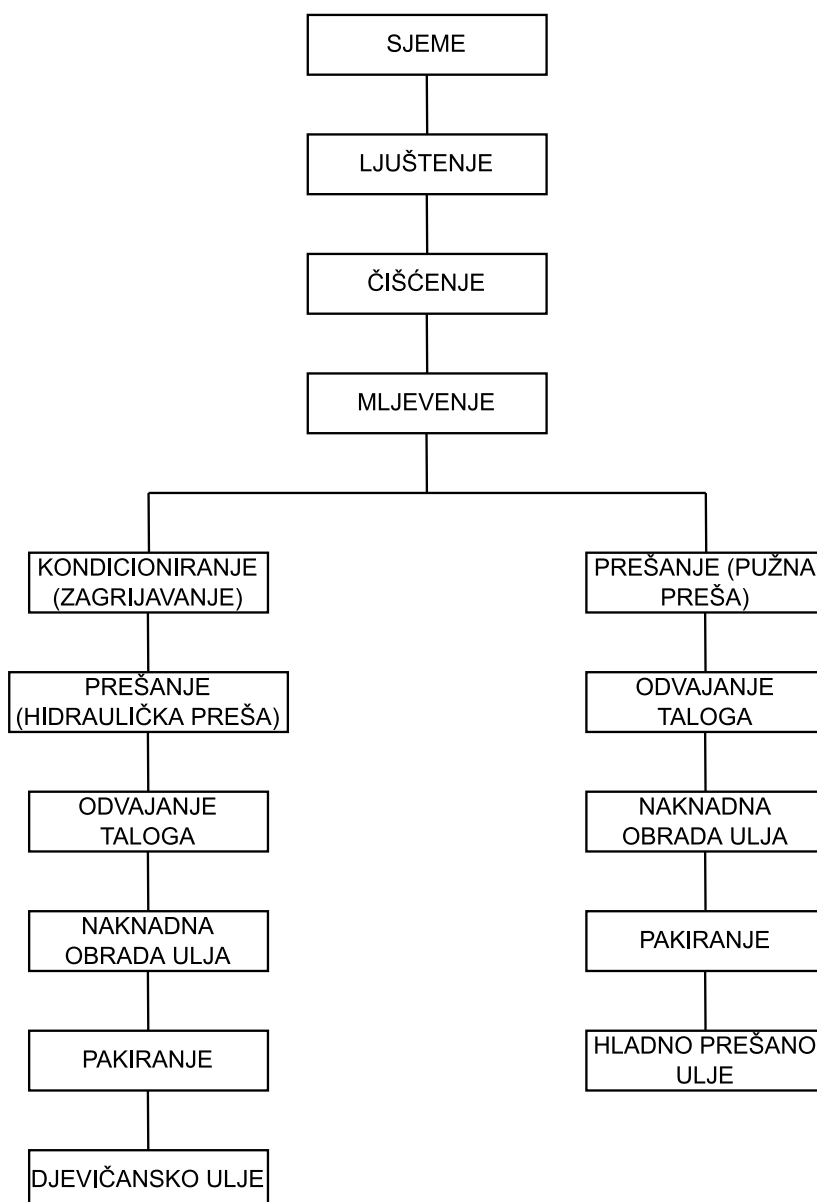 SJEME
LJUŠTENJE
ČIŠĆENJE
MLJEVENJE
KONDICIONIRANJE
(ZAGRIJAVANJE)
PREŠANJE
(HIDRAULIČKA PREŠA)
ODVAJANJE
TALOGA
NAKNADNA
OBRADA ULJA
PAKIRANJE
DJEVIČANSKO ULJE
PREŠANJE (PUŽNA
PREŠA)
ODVAJANJE
TALOGA
NAKNADNA
OBRADA ULJA
PAKIRANJE
HLADNO PREŠANO
ULJE